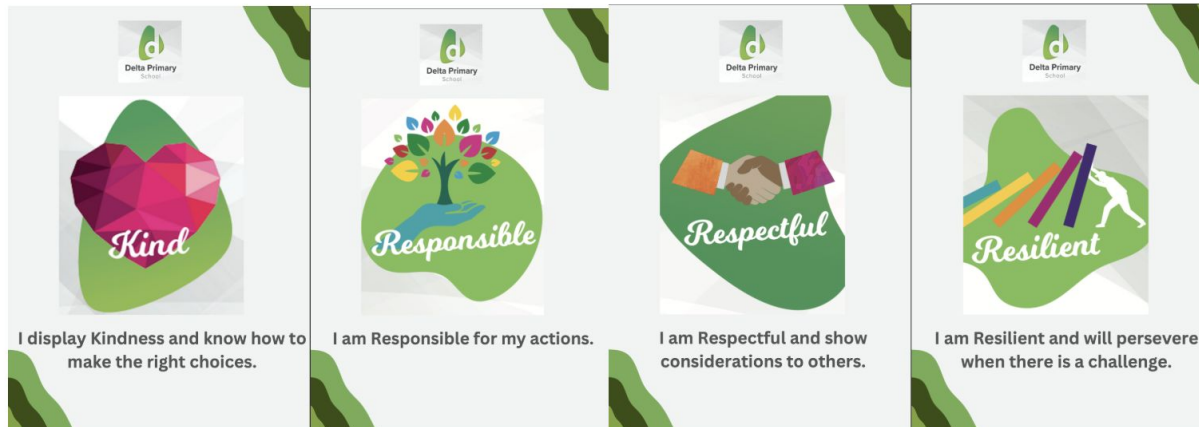 d
Delta Primary
School
Kind
I display Kindness and know how to
make the right choices.
d
Delta Primary
School
Responsible
I am Responsible for my actions.
d
Delta Primary
School
Respectful
I am Respectful and show
considerations to others.
d
Delta Primary
School
Resilient
I am Resilient and will persevere
when there is a challenge.